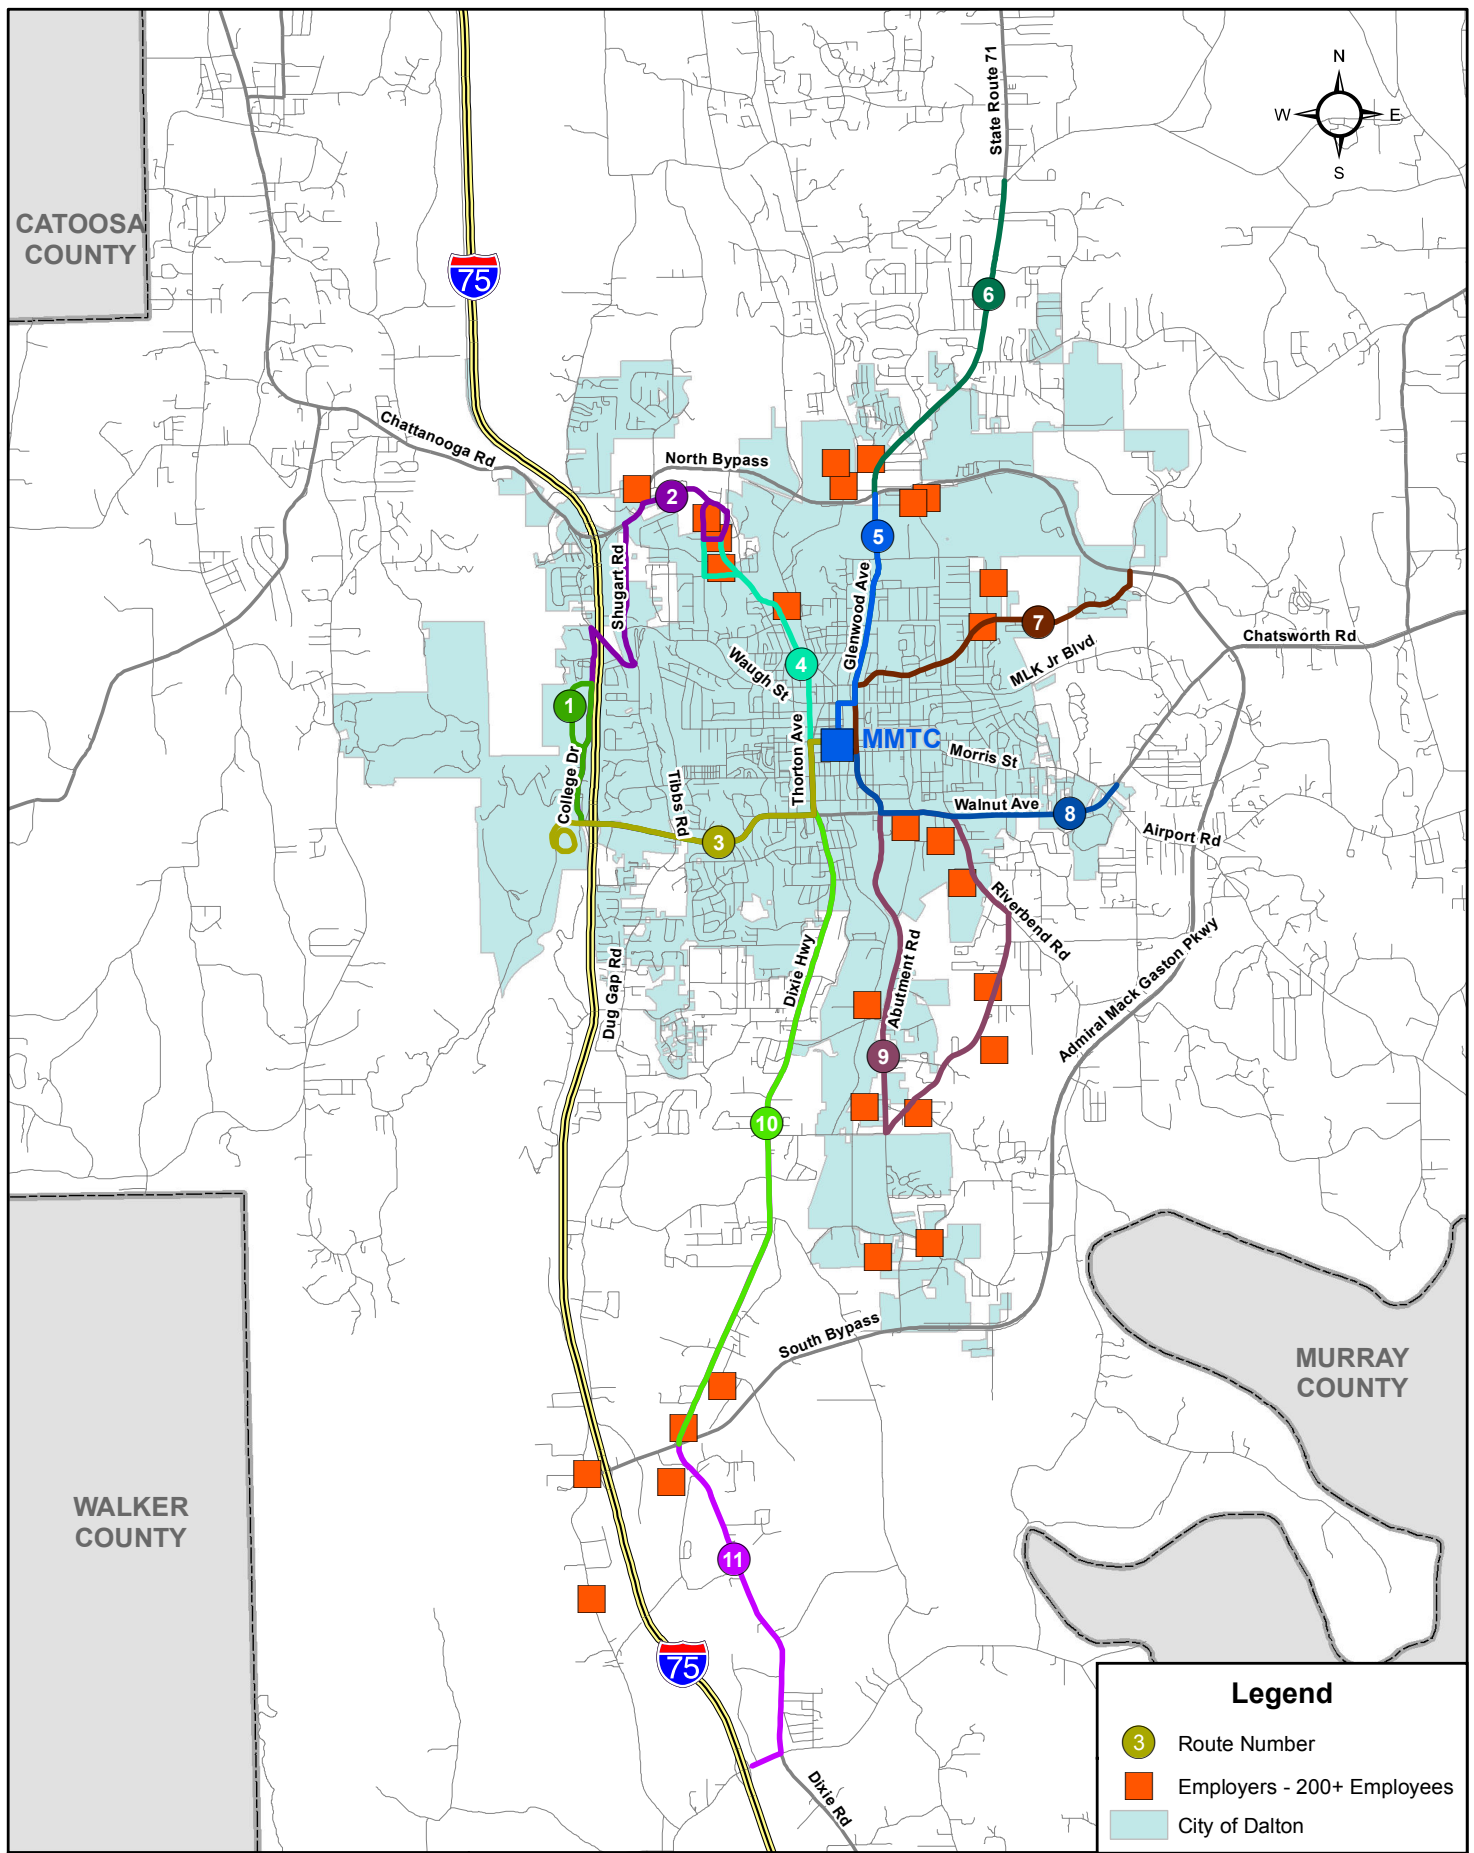 State Route 71
N
W
E
S
CATOOSA
COUNTY
75
6
Chattanooga Rd
North Bypass
2
5
Shugart Rd
Glenwood Ave
7
Chatsworth Rd
MLK Jr Blvd
Waugh St
4
1
MMTC
Morris St
Thorton Ave
College Dr
Tibbs Rd
Walnut Ave
8
3
Airport Rd
Riverbend Rd
Dixie Hwy
Abutment Rd
Dug Gap Rd
Admiral Mack Gaston Pkwy
9
10
South Bypass
MURRAY
COUNTY
WALKER
COUNTY
11
75
Dixie Rd
Legend
3 Route Number
Employers - 200+ Employees
City of Dalton